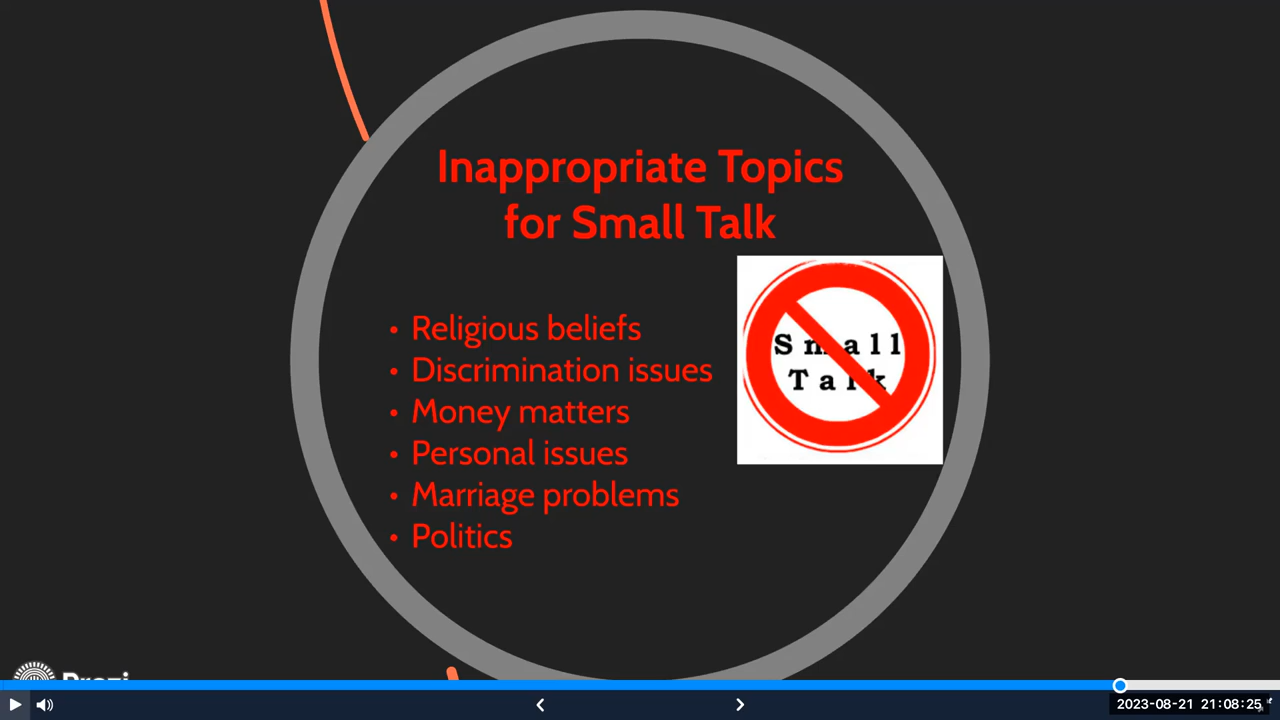 Inappropriate Topics
for Small Talk
• Religious beliefs
• Discrimination issues
• Money matters
• Personal issues
• Marriage problems
• Politics
Small
Talk
Prezi
2023-08-21 21:08:25